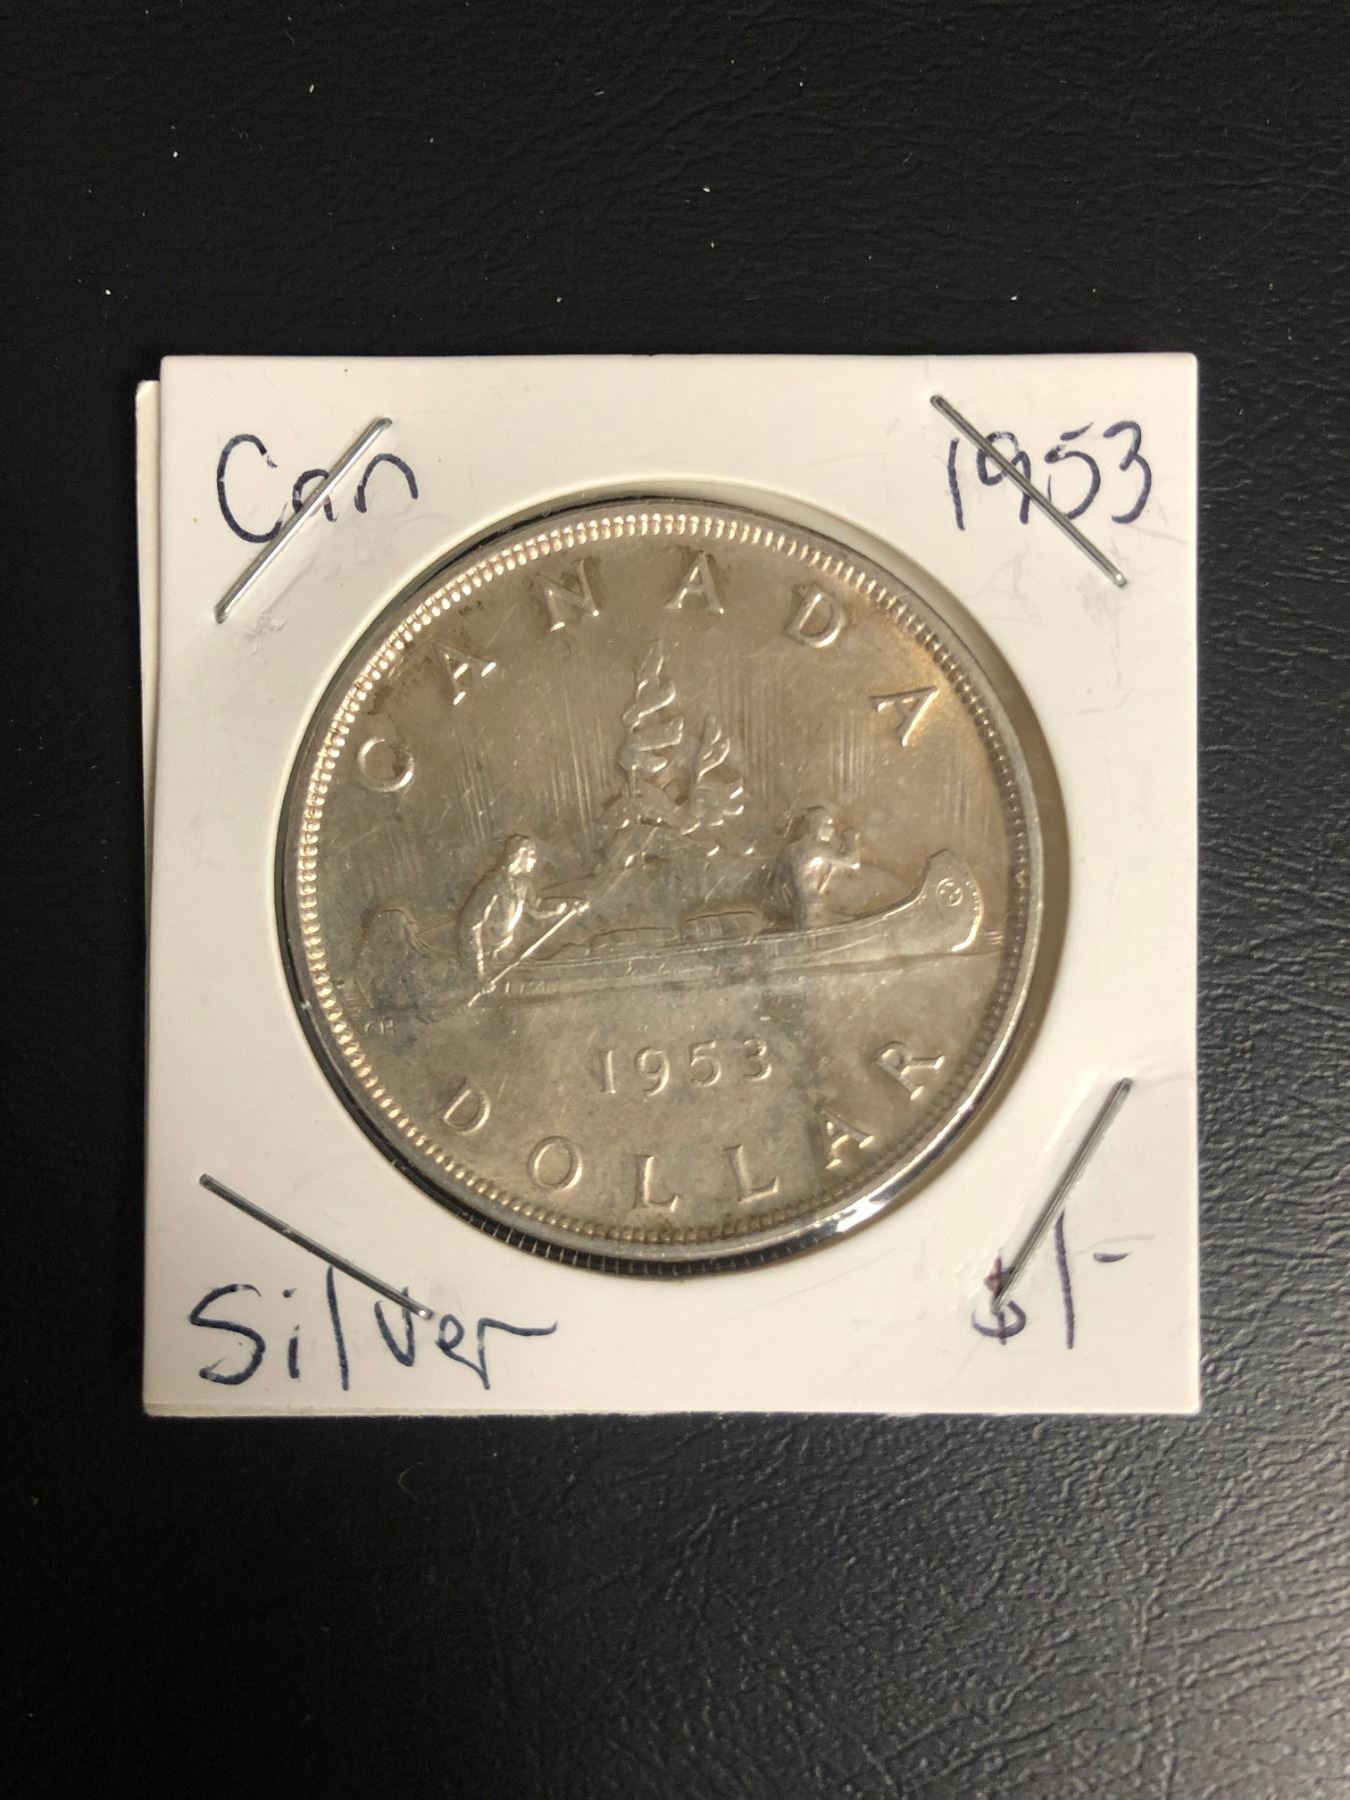 Can 1953
CANADA
1953
DOLLAR
Silver $1-